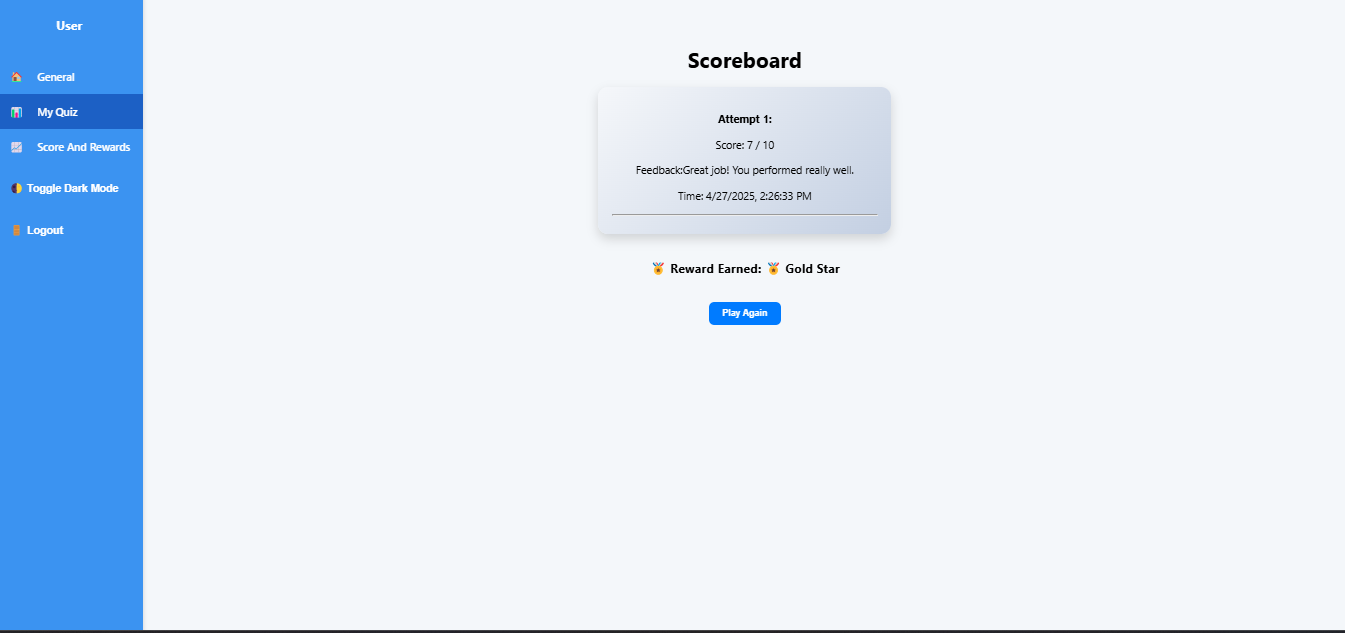 User
General
My Quiz
Score And Rewards
Toggle Dark Mode
Logout
Scoreboard
Attempt 1:
Score: 7 / 10
Feedback:Great job! You performed really well.
Time: 4/27/2025, 2:26:33 PM
🏅 Reward Earned: 🏅 Gold Star
Play Again